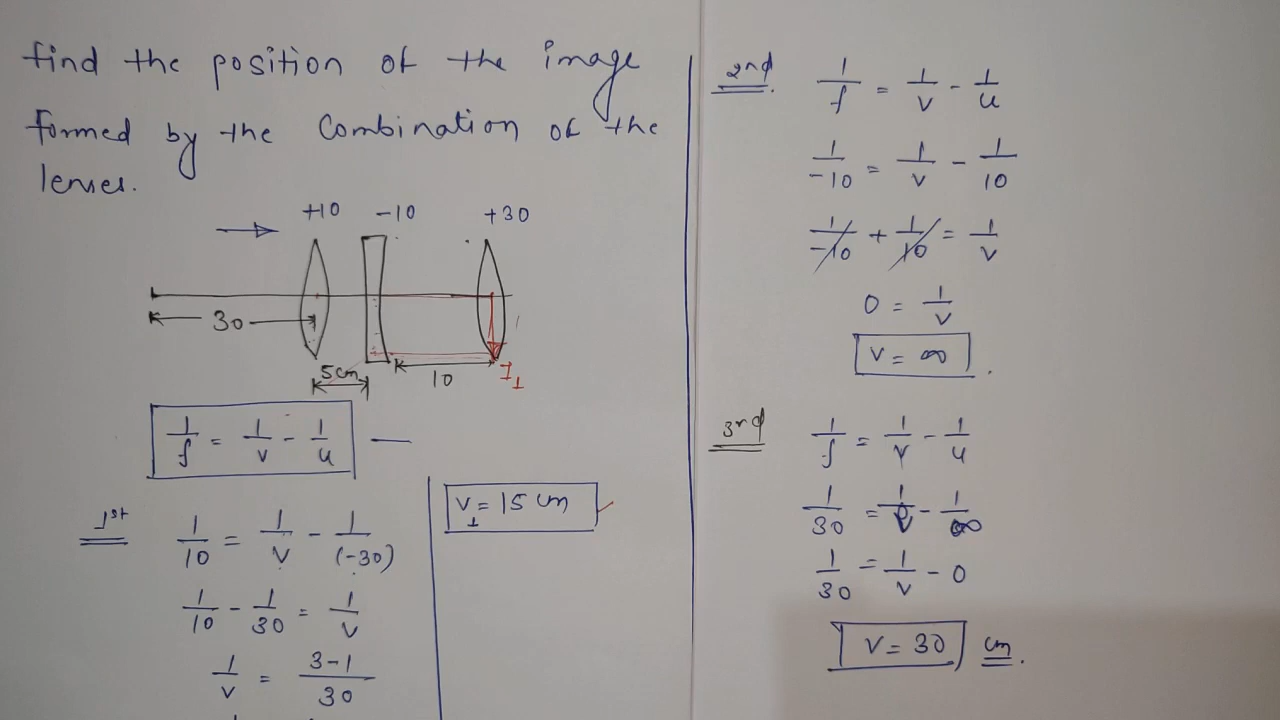 find the position of the image
formed by the Combination of the
lenses.
+10 -10 +30
30
5cm
10
I1
1/f = 1/v - 1/u
1st
1/10 = 1/v - 1/(-30)
1/10 - 1/30 = 1/v
1/v = 3-1/30
v1 = 15 cm
2nd.
1/f = 1/v - 1/u
1/-10 = 1/v - 1/10
1/-10 + 1/10 = 1/v
0 = 1/v
v = ∞.
3rd
1/f = 1/v - 1/u
1/30 = 1/v - 1/∞
1/30 = 1/v - 0
v = 30 cm.